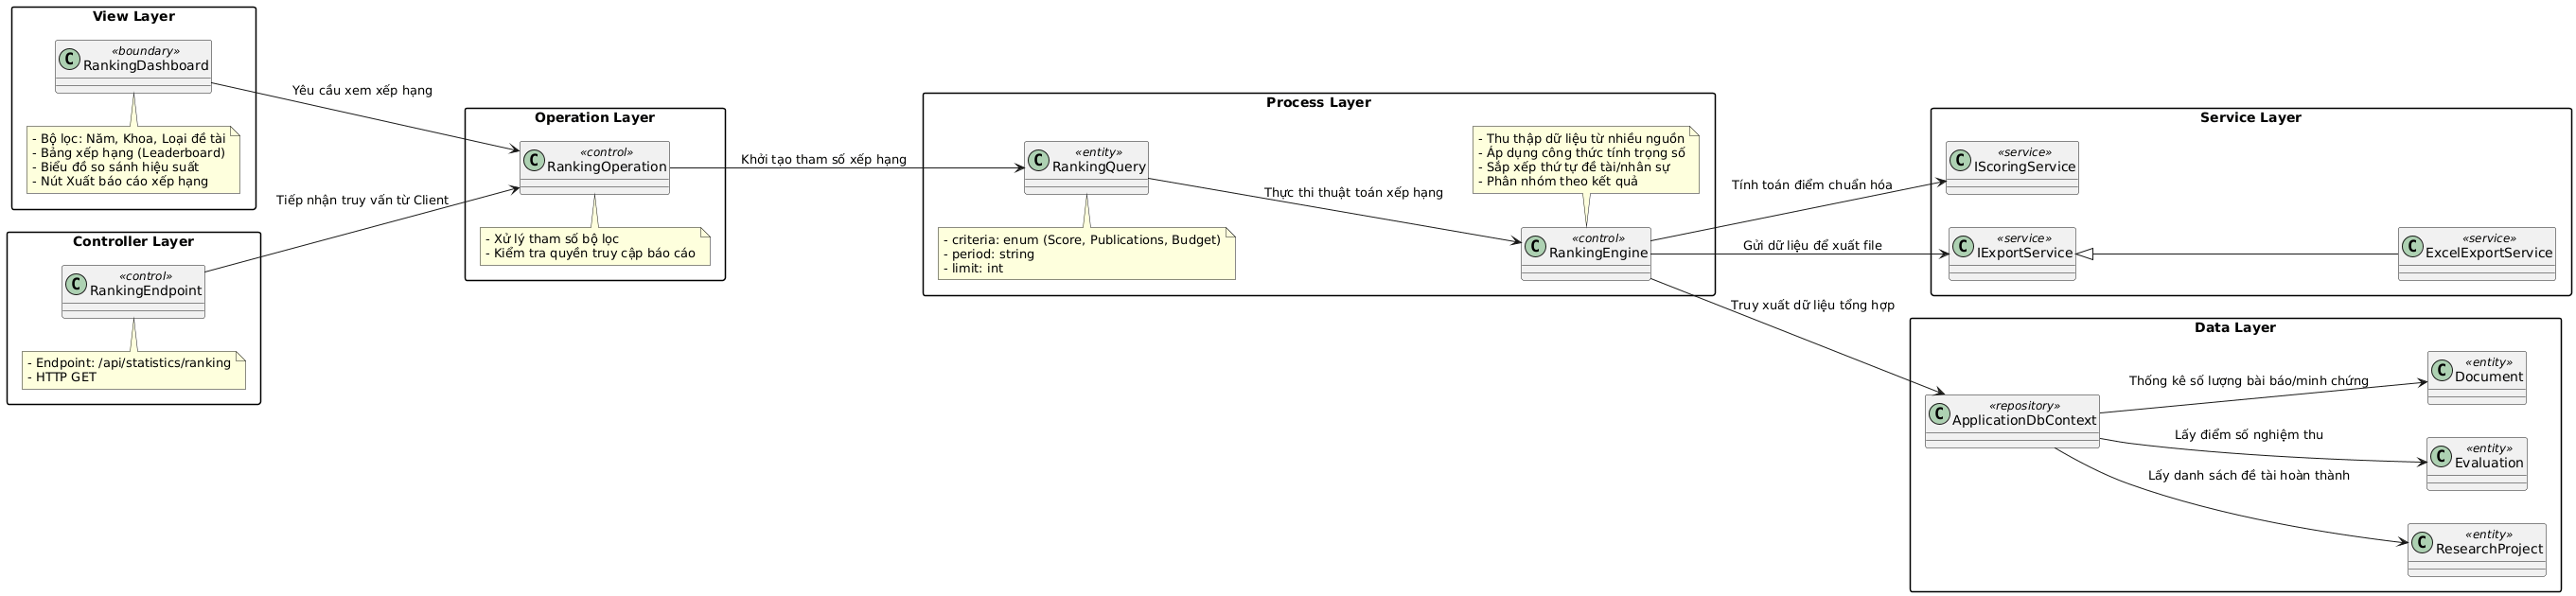 View Layer
«boundary»
C RankingDashboard
- Bộ lọc: Năm, Khoa, Loại đề tài
- Bảng xếp hạng (Leaderboard)
- Biểu đồ so sánh hiệu suất
- Nút Xuất báo cáo xếp hạng
Controller Layer
«control»
C RankingEndpoint
- Endpoint: /api/statistics/ranking
- HTTP GET
Yêu cầu xem xếp hạng
Tiếp nhận truy vấn từ Client
Operation Layer
«control»
C RankingOperation
- Xử lý tham số bộ lọc
- Kiểm tra quyền truy cập báo cáo
Khởi tạo tham số xếp hạng
Process Layer
«entity»
C RankingQuery
- criteria: enum (Score, Publications, Budget)
- period: string
- limit: int
Thực thi thuật toán xếp hạng
- Thu thập dữ liệu từ nhiều nguồn
- Áp dụng công thức tính trọng số
- Sắp xếp thứ tự đề tài/nhân sự
- Phân nhóm theo kết quả
«control»
C RankingEngine
Tính toán điểm chuẩn hóa
Gửi dữ liệu để xuất file
Truy xuất dữ liệu tổng hợp
Service Layer
«service»
C IScoringService
«service»
C IExportService
«service»
C ExcelExportService
Data Layer
«repository»
C ApplicationDbContext
Thống kê số lượng bài báo/minh chứng
Lấy điểm số nghiệm thu
Lấy danh sách đề tài hoàn thành
«entity»
C Document
«entity»
C Evaluation
«entity»
C ResearchProject